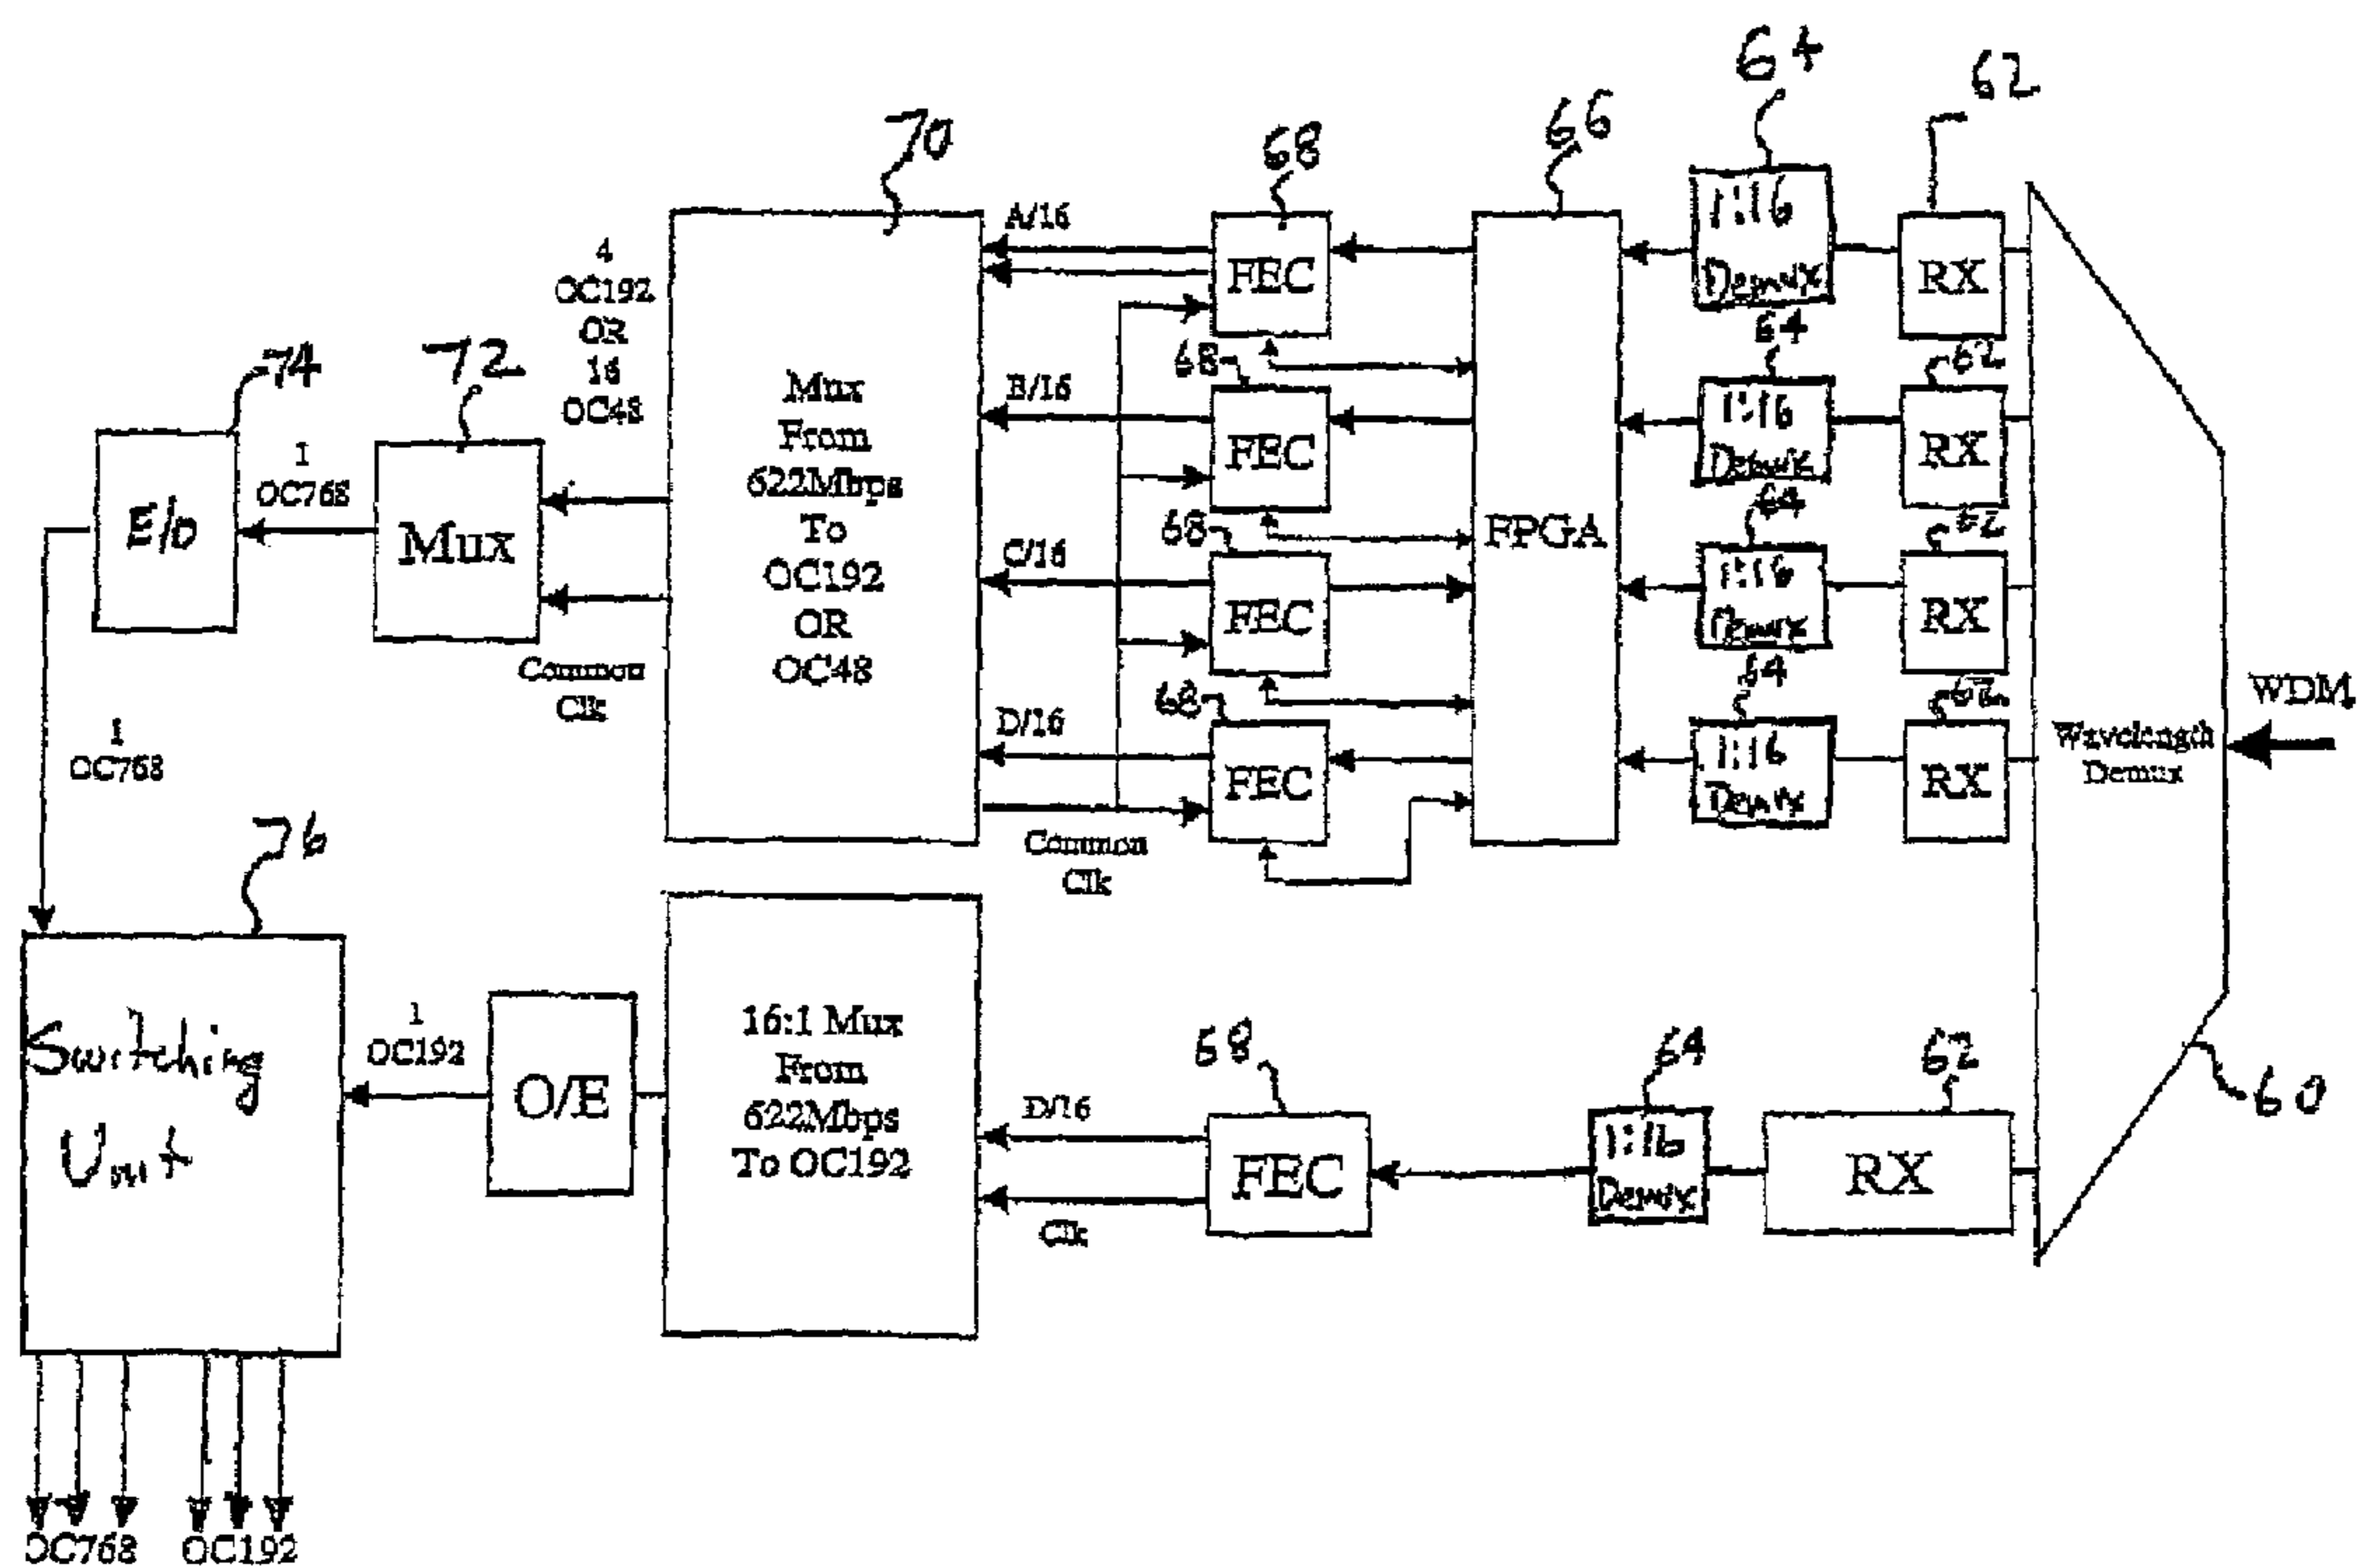 64
62
70
68
66
A/16
1:16
Demux
RX
FEC
4
OC192
OR
16
OC48
74
72
68
64
62
Mux
From
622Mbps
To
OC192
OR
OC48
B/16
FEC
1:16
Demux
RX
1
OC768
E/O
Mux
68
FPGA
64
62
C/16
FEC
1:16
Demux
RX
Common
Clk
68
64
62
WDM
D/16
FEC
1:16
Demux
RX
Wavelength
Demux
1
OC768
Common
Clk
76
Switching
Unit
1
OC192
O/E
16:1 Mux
From
622Mbps
To OC192
D/16
Clk
68
FEC
64
1:16
Demux
62
RX
60
OC768
OC192